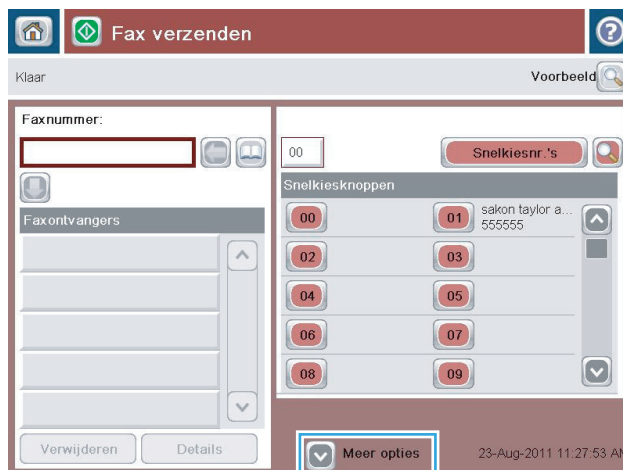 Fax verzenden
Klaar
Voorbeeld
Faxnummer:
00
Snelkiesnr.'s
Snelkiesknoppen
Faxontvangers
00
01 sakon taylor a...
555555
02 03
04 05
06 07
08 09
Verwijderen Details
Meer opties
23-Aug-2011 11:27:53 AM